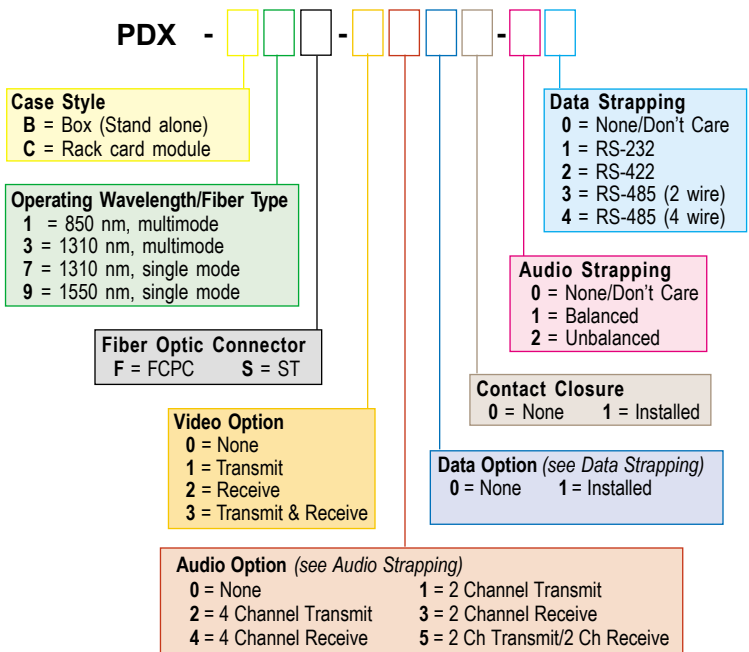 PDX - - -
Case Style
B = Box (Stand alone)
C = Rack card module
Operating Wavelength/Fiber Type
1 = 850 nm, multimode
3 = 1310 nm, multimode
7 = 1310 nm, single mode
9 = 1550 nm, single mode
Fiber Optic Connector
F = FCPC S = ST
Video Option
0 = None
1 = Transmit
2 = Receive
3 = Transmit & Receive
Audio Option (see Audio Strapping)
0 = None 1 = 2 Channel Transmit
2 = 4 Channel Transmit 3 = 2 Channel Receive
4 = 4 Channel Receive 5 = 2 Ch Transmit/2 Ch Receive
Data Option (see Data Strapping)
0 = None 1 = Installed
Contact Closure
0 = None 1 = Installed
Audio Strapping
0 = None/Don't Care
1 = Balanced
2 = Unbalanced
Data Strapping
0 = None/Don't Care
1 = RS-232
2 = RS-422
3 = RS-485 (2 wire)
4 = RS-485 (4 wire)